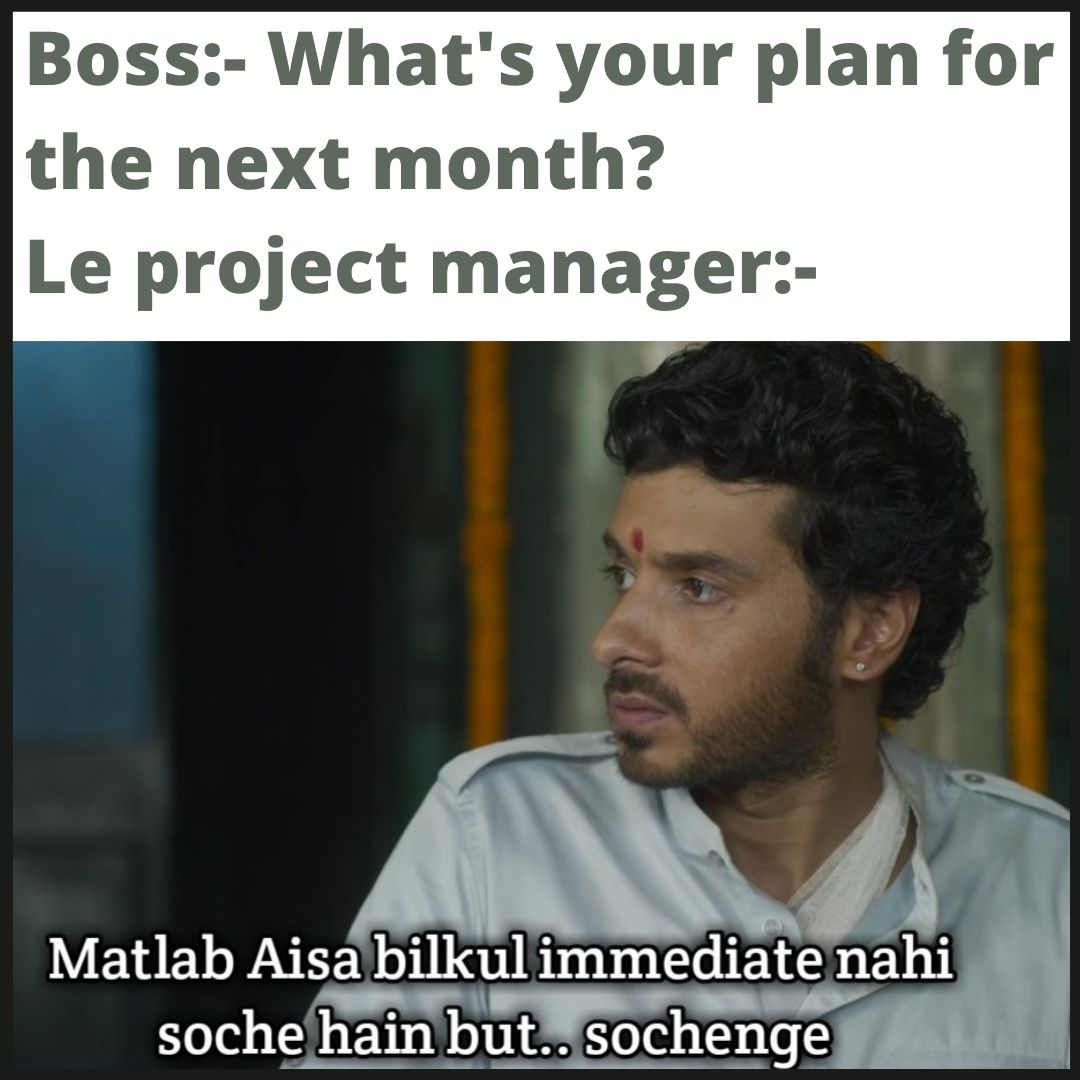 Boss:- What's your plan for
the next month?
Le project manager:-
Matlab Aisa bilkul immediate nahi
soche hain but.. sochenge